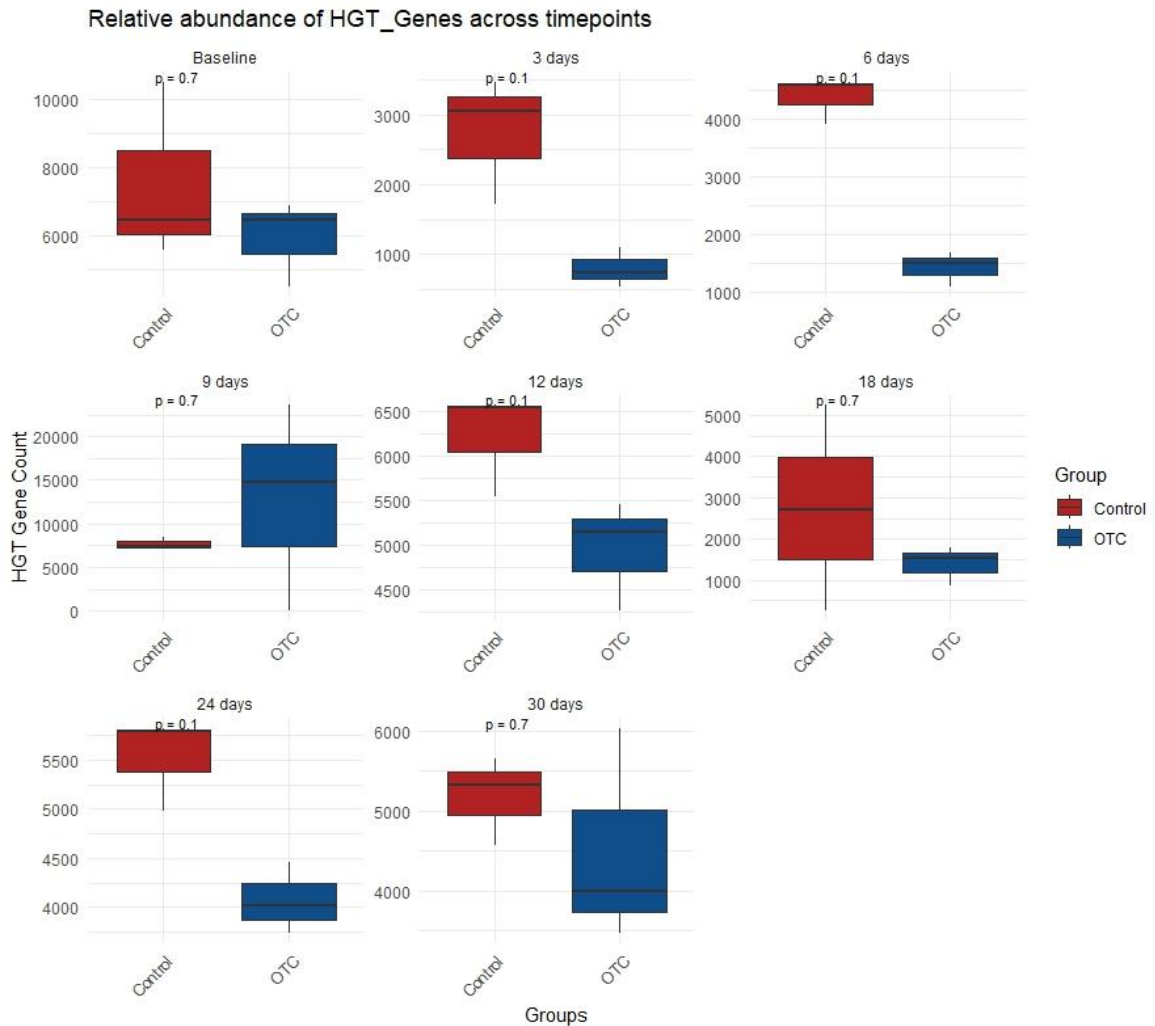 Relative abundance of HGT_Genes across timepoints
Baseline
p = 0.7
10000
8000
6000
Control
OTC
3 days
p = 0.1
3000
2000
1000
Control
OTC
6 days
p = 0.1
4000
3000
2000
1000
Control
OTC
9 days
p = 0.7
20000
15000
10000
5000
0
Control
OTC
12 days
p = 0.1
6500
6000
5500
5000
4500
Control
OTC
18 days
p = 0.7
5000
4000
3000
2000
1000
Control
OTC
24 days
p = 0.1
5500
5000
4500
4000
Control
OTC
30 days
p = 0.7
6000
5000
4000
Control
OTC
HGT Gene Count
Groups
Group
Control
OTC